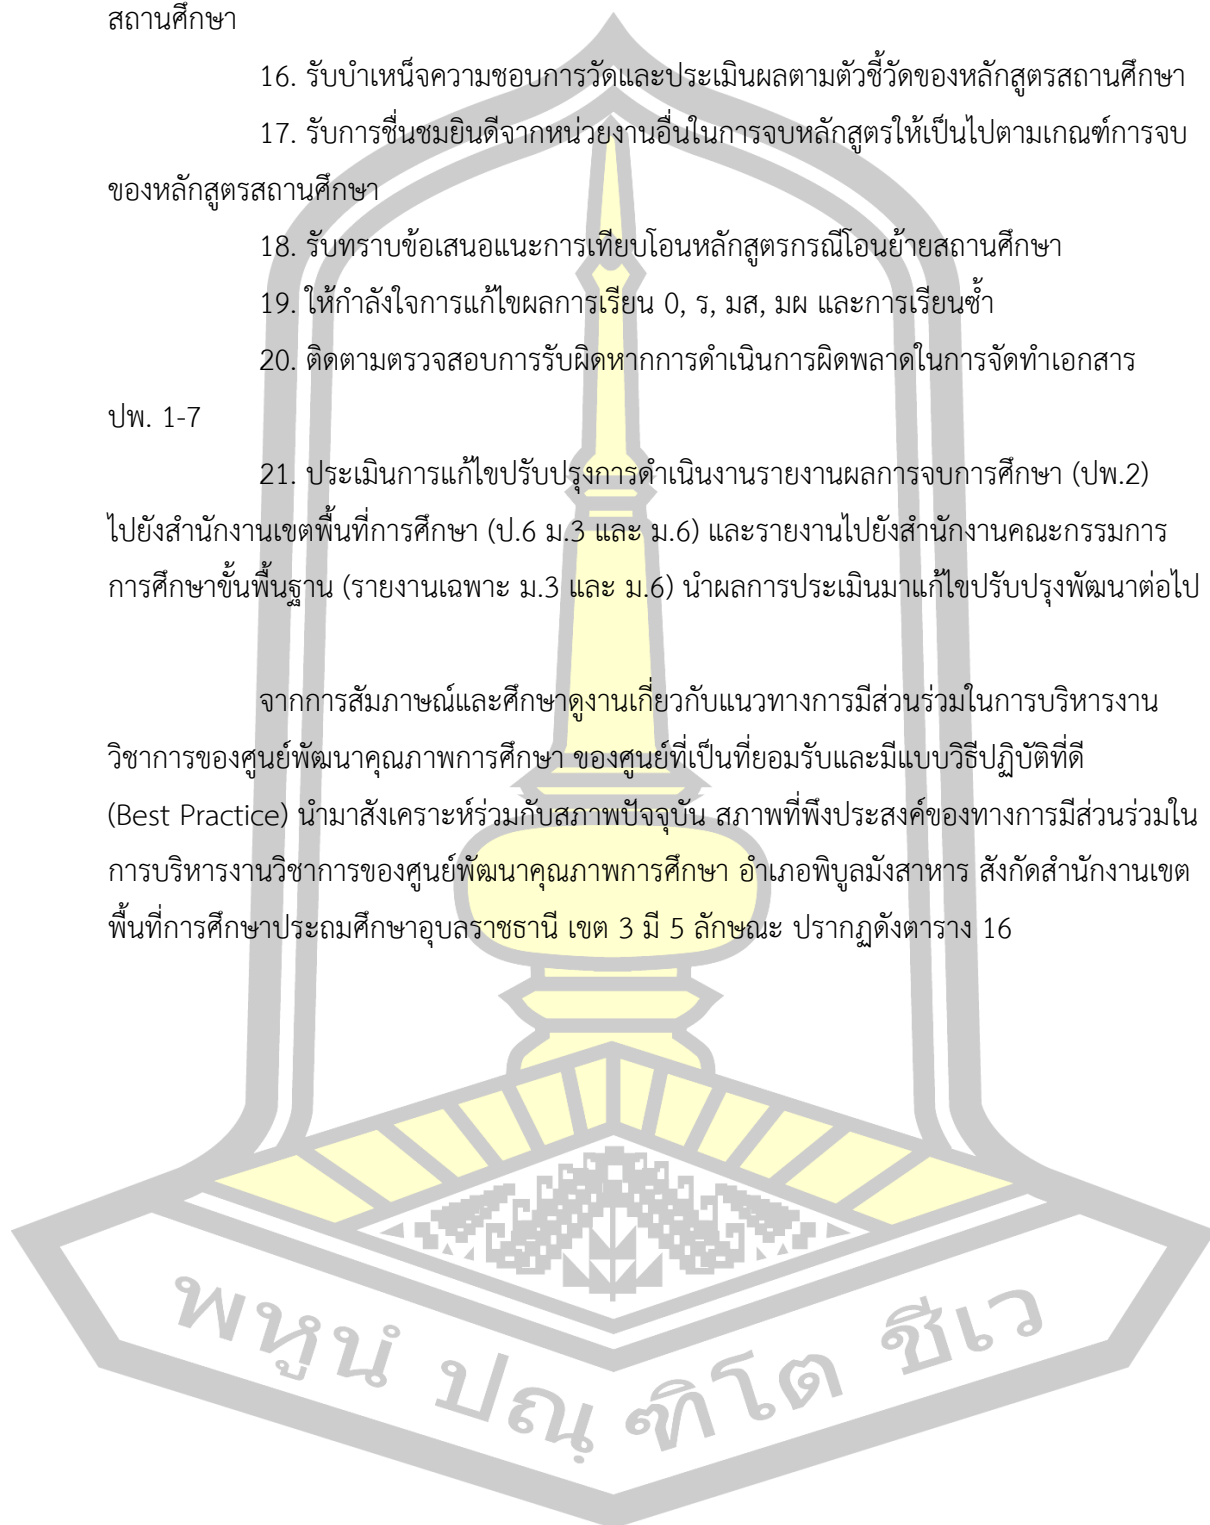 สถานศึกษา
16. รับบำเหน็จความชอบการวัดและประเมินผลตามตัวชี้วัดของหลักสูตรสถานศึกษา
17. รับการชื่นชมยินดีจากหน่วยงานอื่นในการจบหลักสูตรให้เป็นไปตามเกณฑ์การจบ
ของหลักสูตรสถานศึกษา
18. รับทราบข้อเสนอแนะการเทียบโอนหลักสูตรกรณีโอนย้ายสถานศึกษา
19. ให้กำลังใจการแก้ไขผลการเรียน 0, ร, มส, มผ และการเรียนซ้ำ
20. ติดตามตรวจสอบการรับผิดหากการดำเนินการผิดพลาดในการจัดทำเอกสาร
ปพ. 1-7
21. ประเมินการแก้ไขปรับปรุงการดำเนินงานรายงานผลการจบการศึกษา (ปพ.2)
ไปยังสำนักงานเขตพื้นที่การศึกษา (ป.6 ม.3 และ ม.6) และรายงานไปยังสำนักงานคณะกรรมการ
การศึกษาขั้นพื้นฐาน (รายงานเฉพาะ ม.3 และ ม.6) นำผลการประเมินมาแก้ไขปรับปรุงพัฒนาต่อไป
จากการสัมภาษณ์และศึกษาดูงานเกี่ยวกับแนวทางการมีส่วนร่วมในการบริหารงาน
วิชาการของศูนย์พัฒนาคุณภาพการศึกษา ของศูนย์ที่เป็นที่ยอมรับและมีแบบวิธีปฏิบัติที่ดี
(Best Practice) นำมาสังเคราะห์ร่วมกับสภาพปัจจุบัน สภาพที่พึงประสงค์ของทางการมีส่วนร่วมใน
การบริหารงานวิชาการของศูนย์พัฒนาคุณภาพการศึกษา อำเภอพิบูลมังสาหาร สังกัดสำนักงานเขต
พื้นที่การศึกษาประถมศึกษาอุบลราชธานี เขต 3 มี 5 ลักษณะ ปรากฏดังตาราง 16
พหูนํ ปณฺ ฑิโต ชีเว